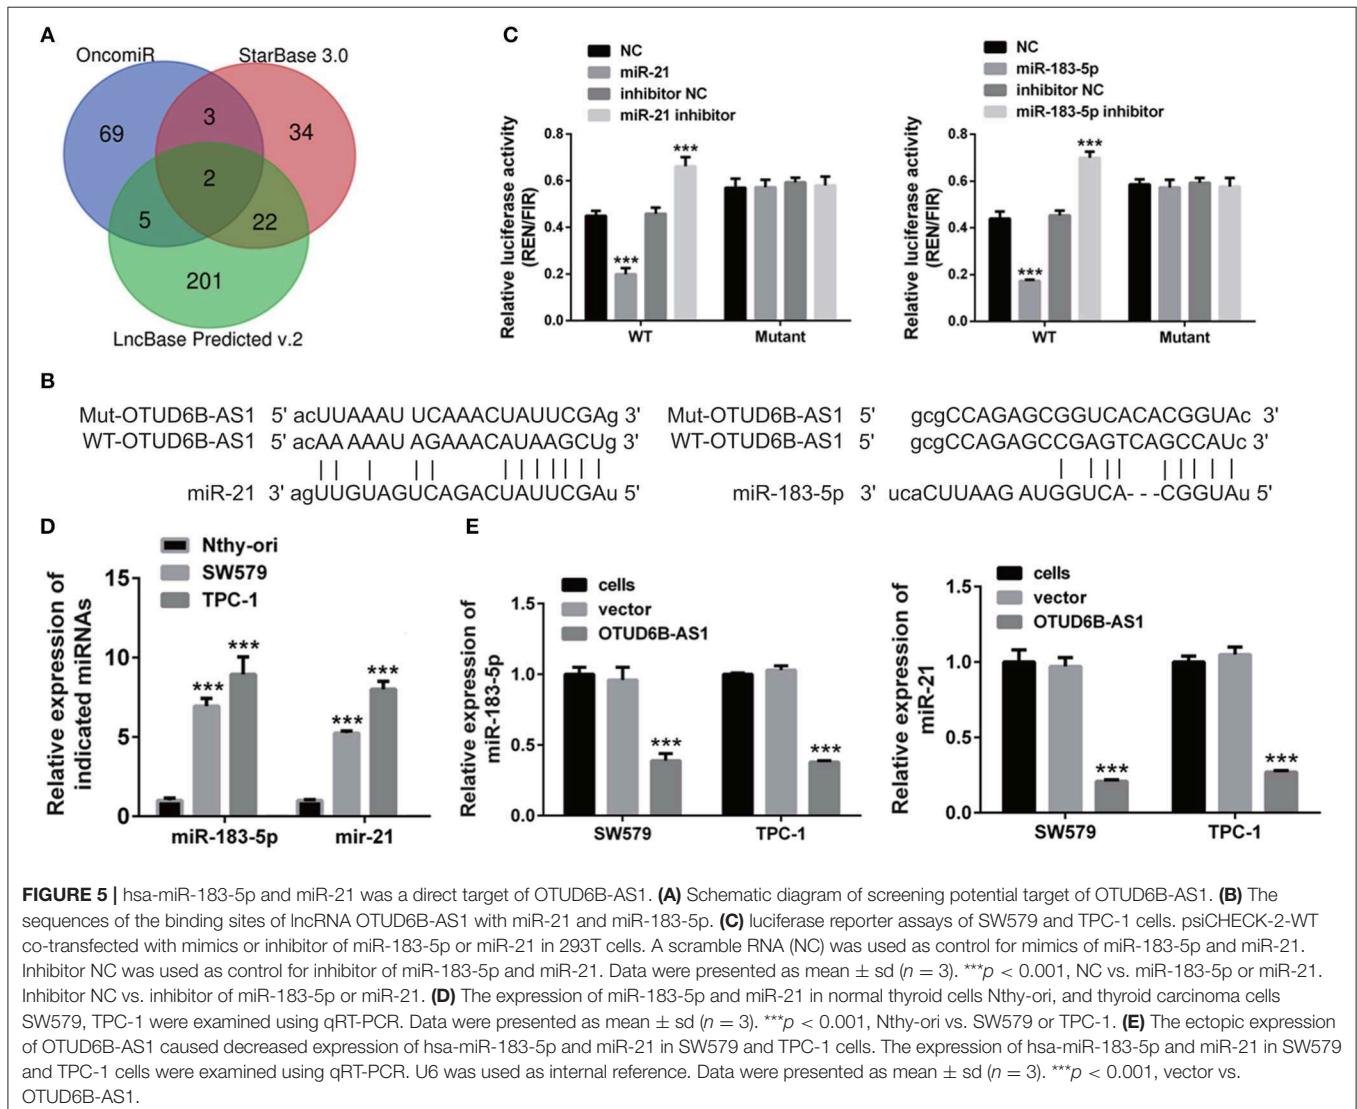 A
OncomiR
StarBase 3.0
69
3
34
2
5
22
201
LncBase Predicted v.2
C
NC
miR-21
inhibitor NC
miR-21 inhibitor
Relative luciferase activity
(REN/FIR)
0.8
0.6
0.4
0.2
0.0
***
***
WT
Mutant
NC
miR-183-5p
inhibitor NC
miR-183-5p inhibitor
Relative luciferase activity
(REN/FIR)
0.8
0.6
0.4
0.2
0.0
***
***
WT
Mutant
B
Mut-OTUD6B-AS1 5' acUUAAAU UCAAACUAUUCGAg 3'
WT-OTUD6B-AS1 5' acAA AAAU AGAAACAUAAGCUg 3'
miR-21 3' agUUGUAGUCAGACUAUUCGAu 5'
Mut-OTUD6B-AS1 5' gcgCCAGAGCGGUCACACGGUAc 3'
WT-OTUD6B-AS1 5' gcgCCAGAGCCGAGTCAGCCAUc 3'
miR-183-5p 3' ucaCUUAAG AUGGUCA- - -CGGUAu 5'
D
Nthy-ori
SW579
TPC-1
Relative expression of
indicated miRNAs
15
10
5
0
***
***
***
***
miR-183-5p
mir-21
E
cells
vector
OTUD6B-AS1
Relative expression of
miR-183-5p
1.5
1.0
0.5
0.0
***
***
SW579
TPC-1
cells
vector
OTUD6B-AS1
Relative expression of
miR-21
1.5
1.0
0.5
0.0
***
***
SW579
TPC-1
FIGURE 5 | hsa-miR-183-5p and miR-21 was a direct target of OTUD6B-AS1. (A) Schematic diagram of screening potential target of OTUD6B-AS1. (B) The
sequences of the binding sites of lncRNA OTUD6B-AS1 with miR-21 and miR-183-5p. (C) luciferase reporter assays of SW579 and TPC-1 cells. psiCHECK-2-WT
co-transfected with mimics or inhibitor of miR-183-5p or miR-21 in 293T cells. A scramble RNA (NC) was used as control for mimics of miR-183-5p and miR-21.
Inhibitor NC was used as control for inhibitor of miR-183-5p and miR-21. Data were presented as mean ± sd (n = 3). ***p < 0.001, NC vs. miR-183-5p or miR-21.
Inhibitor NC vs. inhibitor of miR-183-5p or miR-21. (D) The expression of miR-183-5p and miR-21 in normal thyroid cells Nthy-ori, and thyroid carcinoma cells
SW579, TPC-1 were examined using qRT-PCR. Data were presented as mean ± sd (n = 3). ***p < 0.001, Nthy-ori vs. SW579 or TPC-1. (E) The ectopic expression
of OTUD6B-AS1 caused decreased expression of hsa-miR-183-5p and miR-21 in SW579 and TPC-1 cells. The expression of hsa-miR-183-5p and miR-21 in SW579
and TPC-1 cells were examined using qRT-PCR. U6 was used as internal reference. Data were presented as mean ± sd (n = 3). ***p < 0.001, vector vs.
OTUD6B-AS1.